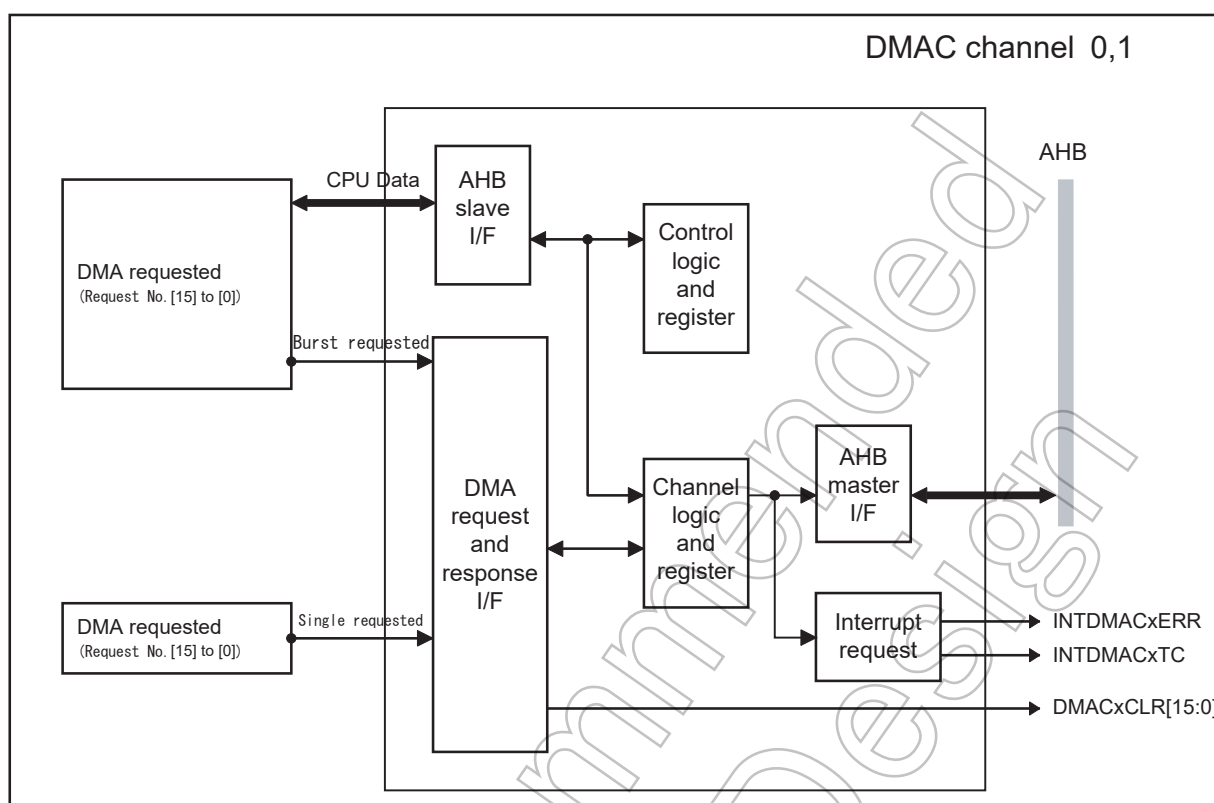 DMAC channel 0,1
AHB
CPU Data
AHB
slave
I/F
Control
logic
and
register
DMA requested
(Request No. [15] to [0])
Burst requested
DMA
request
and
response
I/F
Channel
logic
and
register
AHB
master
I/F
DMA requested
(Request No. [15] to [0])
Single requested
Interrupt
request
INTDMACxERR
INTDMACxTC
DMACxCLR[15:0]
mmended
Design